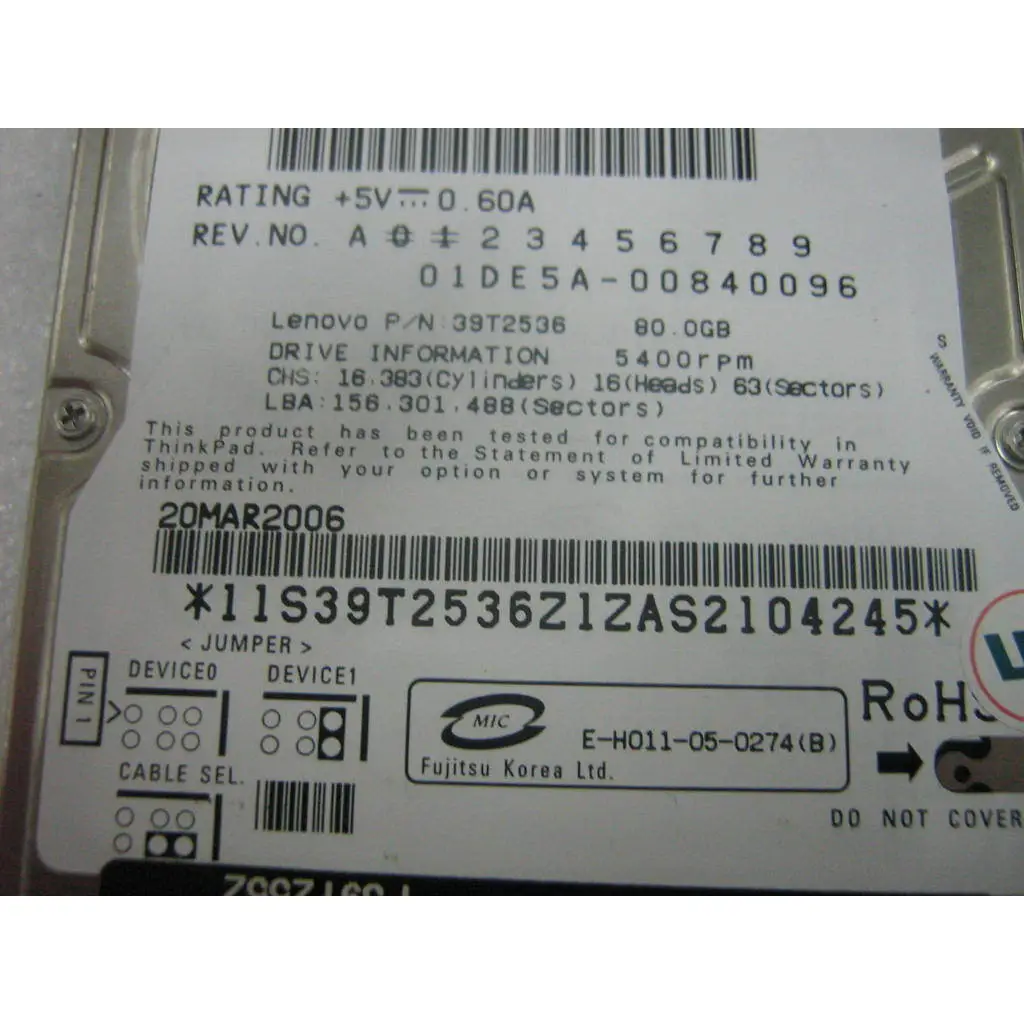 RATING +5V⎓0.60A
REV.NO. A 0 1 2 3 4 5 6 7 8 9
01DE5A-00840096
Lenovo P/N:39T2536 80.0GB
DRIVE INFORMATION 5400rpm
CHS: 16,383(Cylinders) 16(Heads) 63(Sectors)
LBA:156,301,488(Sectors)
This product has been tested for compatibility in
ThinkPad. Refer to the Statement of Limited Warranty
shipped with your option or system for further
information.
S WARRANTY VOID IF REMOVED
20MAR2006
*11S39T2536Z1ZAS2104245*
< JUMPER >
PIN 1
DEVICE0 DEVICE1
CABLE SEL.
MIC
E-H011-05-0274(B)
Fujitsu Korea Ltd.
RoHS
DO NOT COVER